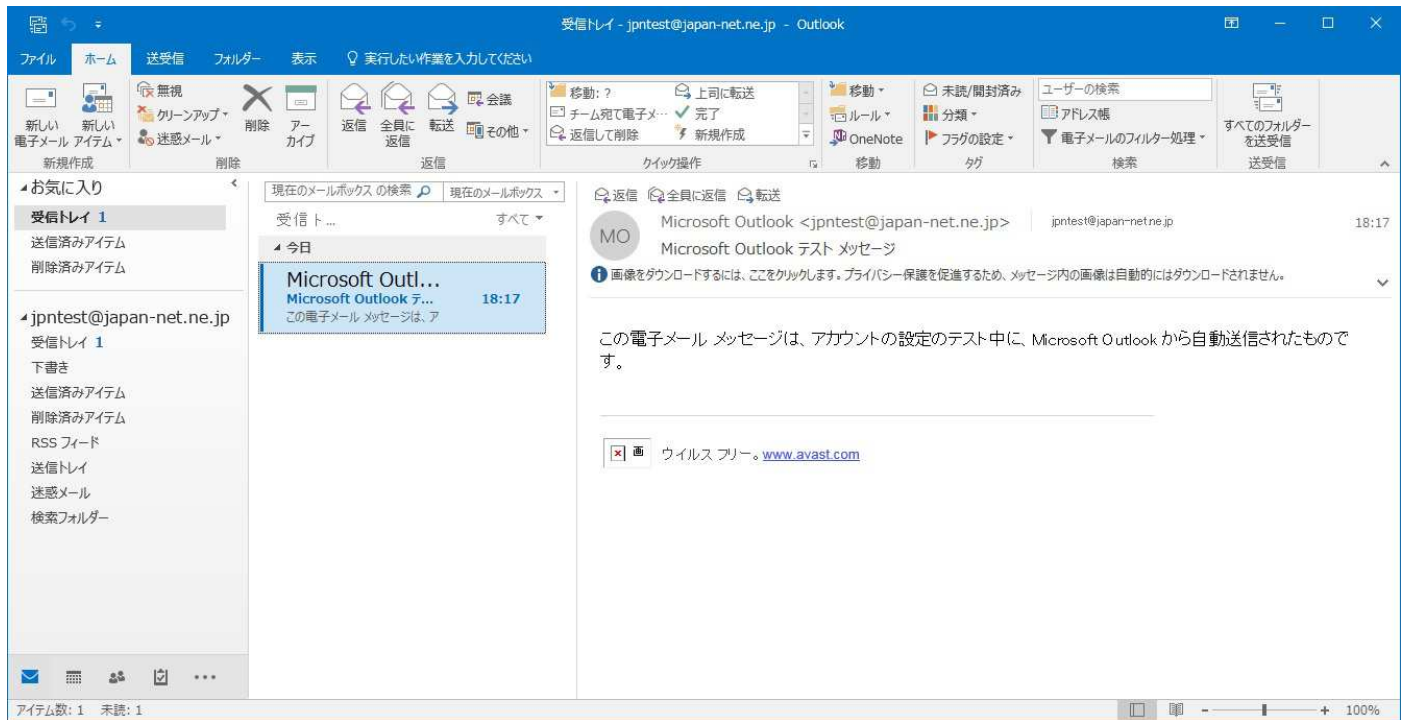 受信トレイ - jpntest@japan-net.ne.jp - Outlook
ファイル ホーム 送受信 フォルダー 表示 実行したい作業を入力してください
新しい
電子メール
新しい
アイテム
新規作成
無視
クリーンアップ
迷惑メール
削除
アー
カイブ
削除
返信
全員に
返信
転送
会議
その他
返信
移動: ?
チーム宛て電子メ…
返信して削除
上司に転送
完了
新規作成
クイック操作
移動
ルール
OneNote
移動
未読/開封済み
分類
フラグの設定
タグ
ユーザーの検索
アドレス帳
電子メールのフィルター処理
検索
すべてのフォルダー
を送受信
送受信
お気に入り
受信トレイ 1
送信済みアイテム
削除済みアイテム
jpntest@japan-net.ne.jp
受信トレイ 1
下書き
送信済みアイテム
削除済みアイテム
RSS フィード
送信トレイ
迷惑メール
検索フォルダー
現在のメールボックス の検索 現在のメールボックス
受信ト... すべて
今日
Microsoft Outl...
Microsoft Outlook テ... 18:17
この電子メール メッセージは、ア
返信 全員に返信 転送
MO
Microsoft Outlook <jpntest@japan-net.ne.jp> jpntest@japan-net.ne.jp 18:17
Microsoft Outlook テスト メッセージ
画像をダウンロードするには、ここをクリックします。プライバシー保護を促進するため、メッセージ内の画像は自動的にはダウンロードされません。
この電子メール メッセージは、アカウントの設定のテスト中に、Microsoft Outlook から自動送信されたもので
す。
画 ウイルス フリー。www.avast.com
アイテム数: 1 未読: 1 100%